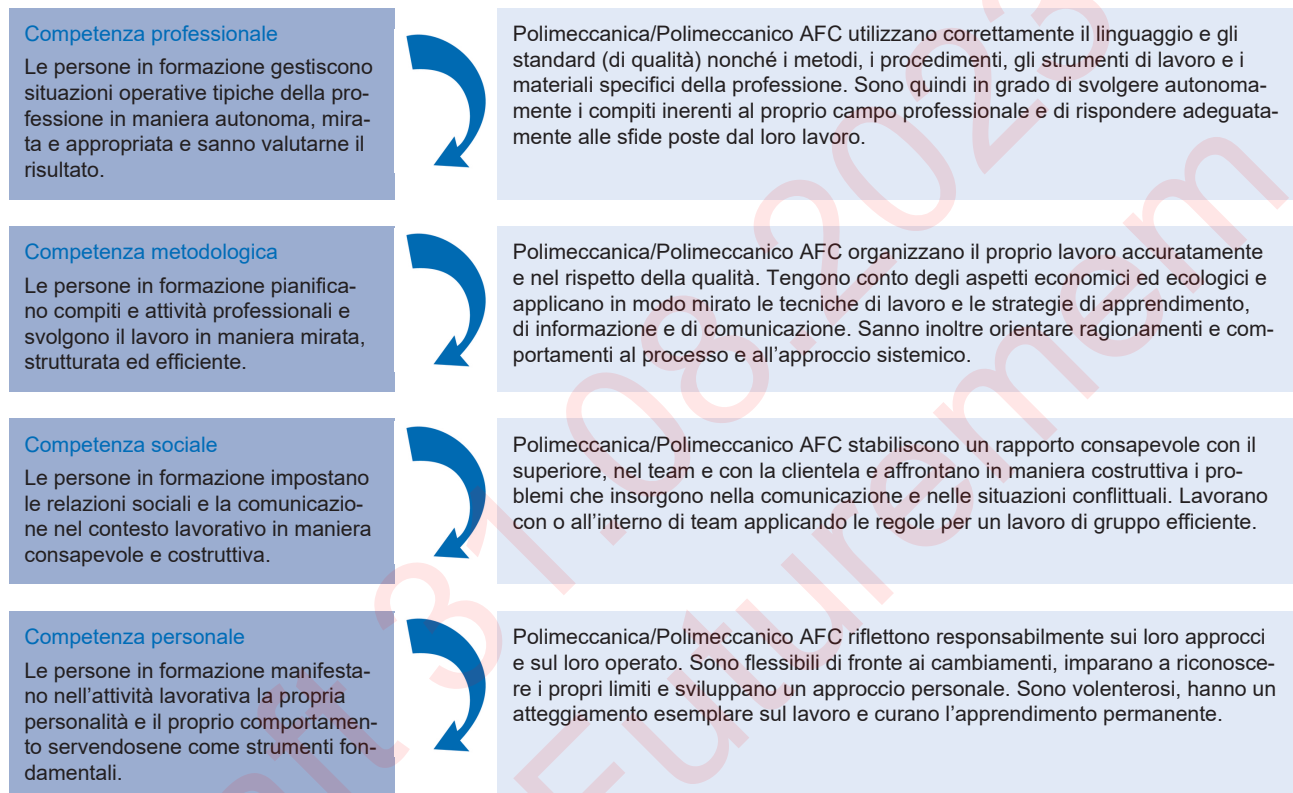 Competenza professionale
Le persone in formazione gestiscono
situazioni operative tipiche della pro-
fessione in maniera autonoma, mira-
ta e appropriata e sanno valutarne il
risultato.
Polimeccanica/Polimeccanico AFC utilizzano correttamente il linguaggio e gli
standard (di qualità) nonché i metodi, i procedimenti, gli strumenti di lavoro e i
materiali specifici della professione. Sono quindi in grado di svolgere autonoma-
mente i compiti inerenti al proprio campo professionale e di rispondere adeguata-
mente alle sfide poste dal loro lavoro.
Competenza metodologica
Le persone in formazione pianifica-
no compiti e attività professionali e
svolgono il lavoro in maniera mirata,
strutturata ed efficiente.
Polimeccanica/Polimeccanico AFC organizzano il proprio lavoro accuratamente
e nel rispetto della qualità. Tengono conto degli aspetti economici ed ecologici e
applicano in modo mirato le tecniche di lavoro e le strategie di apprendimento,
di informazione e di comunicazione. Sanno inoltre orientare ragionamenti e com-
portamenti al processo e all'approccio sistemico.
Competenza sociale
Le persone in formazione impostano
le relazioni sociali e la comunicazio-
ne nel contesto lavorativo in maniera
consapevole e costruttiva.
Polimeccanica/Polimeccanico AFC stabiliscono un rapporto consapevole con il
superiore, nel team e con la clientela e affrontano in maniera costruttiva i pro-
blemi che insorgono nella comunicazione e nelle situazioni conflittuali. Lavorano
con o all'interno di team applicando le regole per un lavoro di gruppo efficiente.
Competenza personale
Le persone in formazione manifesta-
no nell'attività lavorativa la propria
personalità e il proprio comportamen-
to servendosene come strumenti fon-
damentali.
Polimeccanica/Polimeccanico AFC riflettono responsabilmente sui loro approcci
e sul loro operato. Sono flessibili di fronte ai cambiamenti, imparano a riconosce-
re i propri limiti e sviluppano un approccio personale. Sono volenterosi, hanno un
atteggiamento esemplare sul lavoro e curano l'apprendimento permanente.
31.08.2023
Futuremem